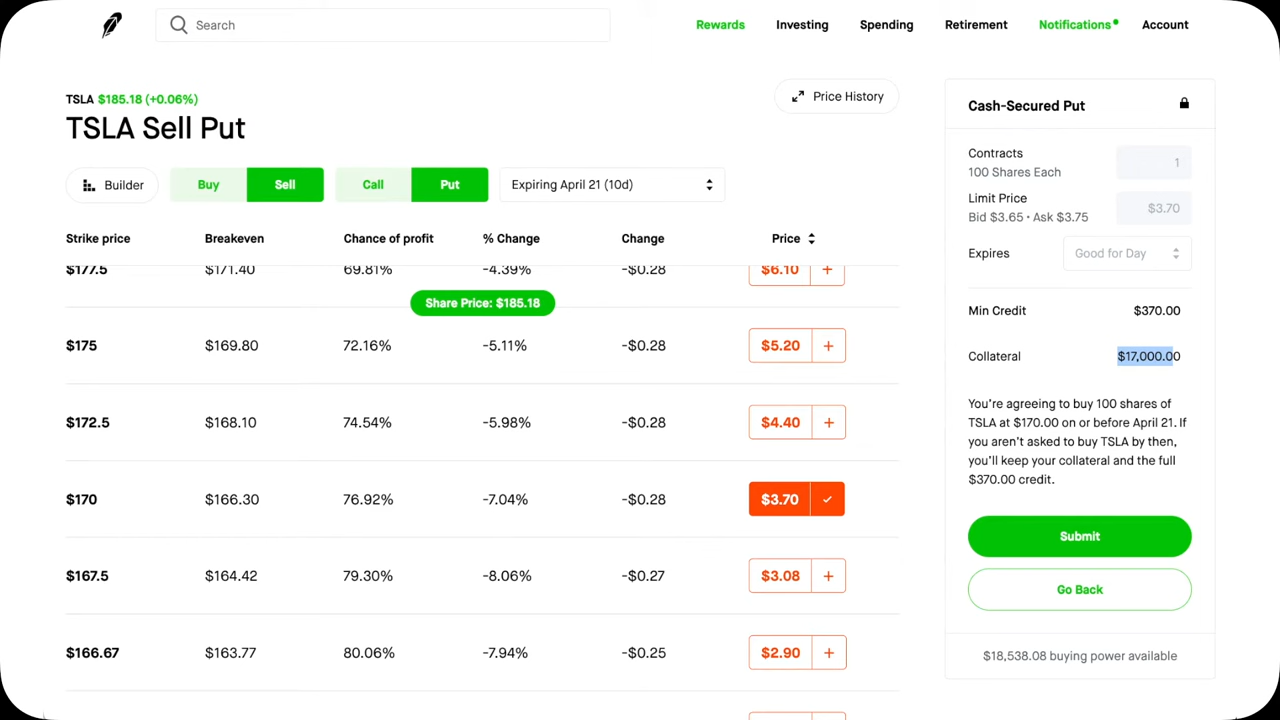 Search
Rewards
Investing
Spending
Retirement
Notifications
Account
TSLA $185.18 (+0.06%)
TSLA Sell Put
Price History
Builder
Buy
Sell
Call
Put
Expiring April 21 (10d)
Strike price Breakeven Chance of profit % Change Change Price
$177.5 $171.40 69.81% -4.39% -$0.28 $6.10 +
Share Price: $185.18
$175 $169.80 72.16% -5.11% -$0.28 $5.20 +
$172.5 $168.10 74.54% -5.98% -$0.28 $4.40 +
$170 $166.30 76.92% -7.04% -$0.28 $3.70
$167.5 $164.42 79.30% -8.06% -$0.27 $3.08 +
$166.67 $163.77 80.06% -7.94% -$0.25 $2.90 +
Cash-Secured Put
Contracts 1
100 Shares Each
Limit Price $3.70
Bid $3.65 • Ask $3.75
Expires Good for Day
Min Credit $370.00
Collateral $17,000.00
You're agreeing to buy 100 shares of
TSLA at $170.00 on or before April 21. If
you aren't asked to buy TSLA by then,
you'll keep your collateral and the full
$370.00 credit.
Submit
Go Back
$18,538.08 buying power available